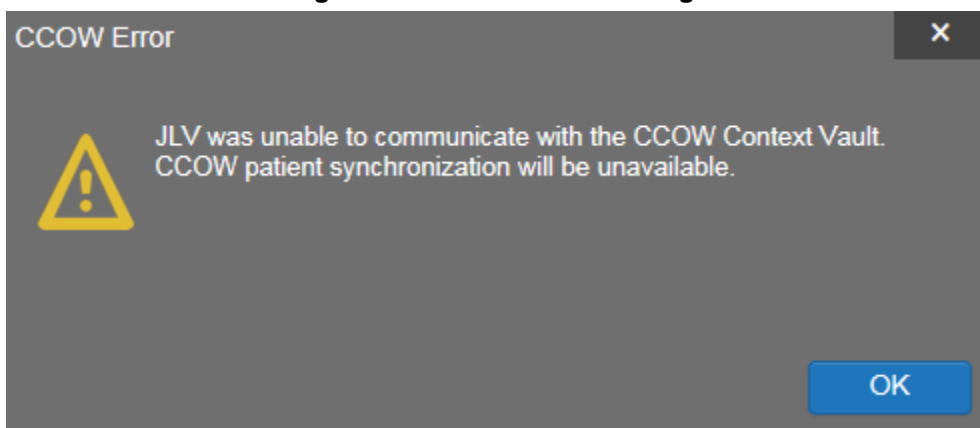 CCOW Error
JLV was unable to communicate with the CCOW Context Vault.
CCOW patient synchronization will be unavailable.
OK